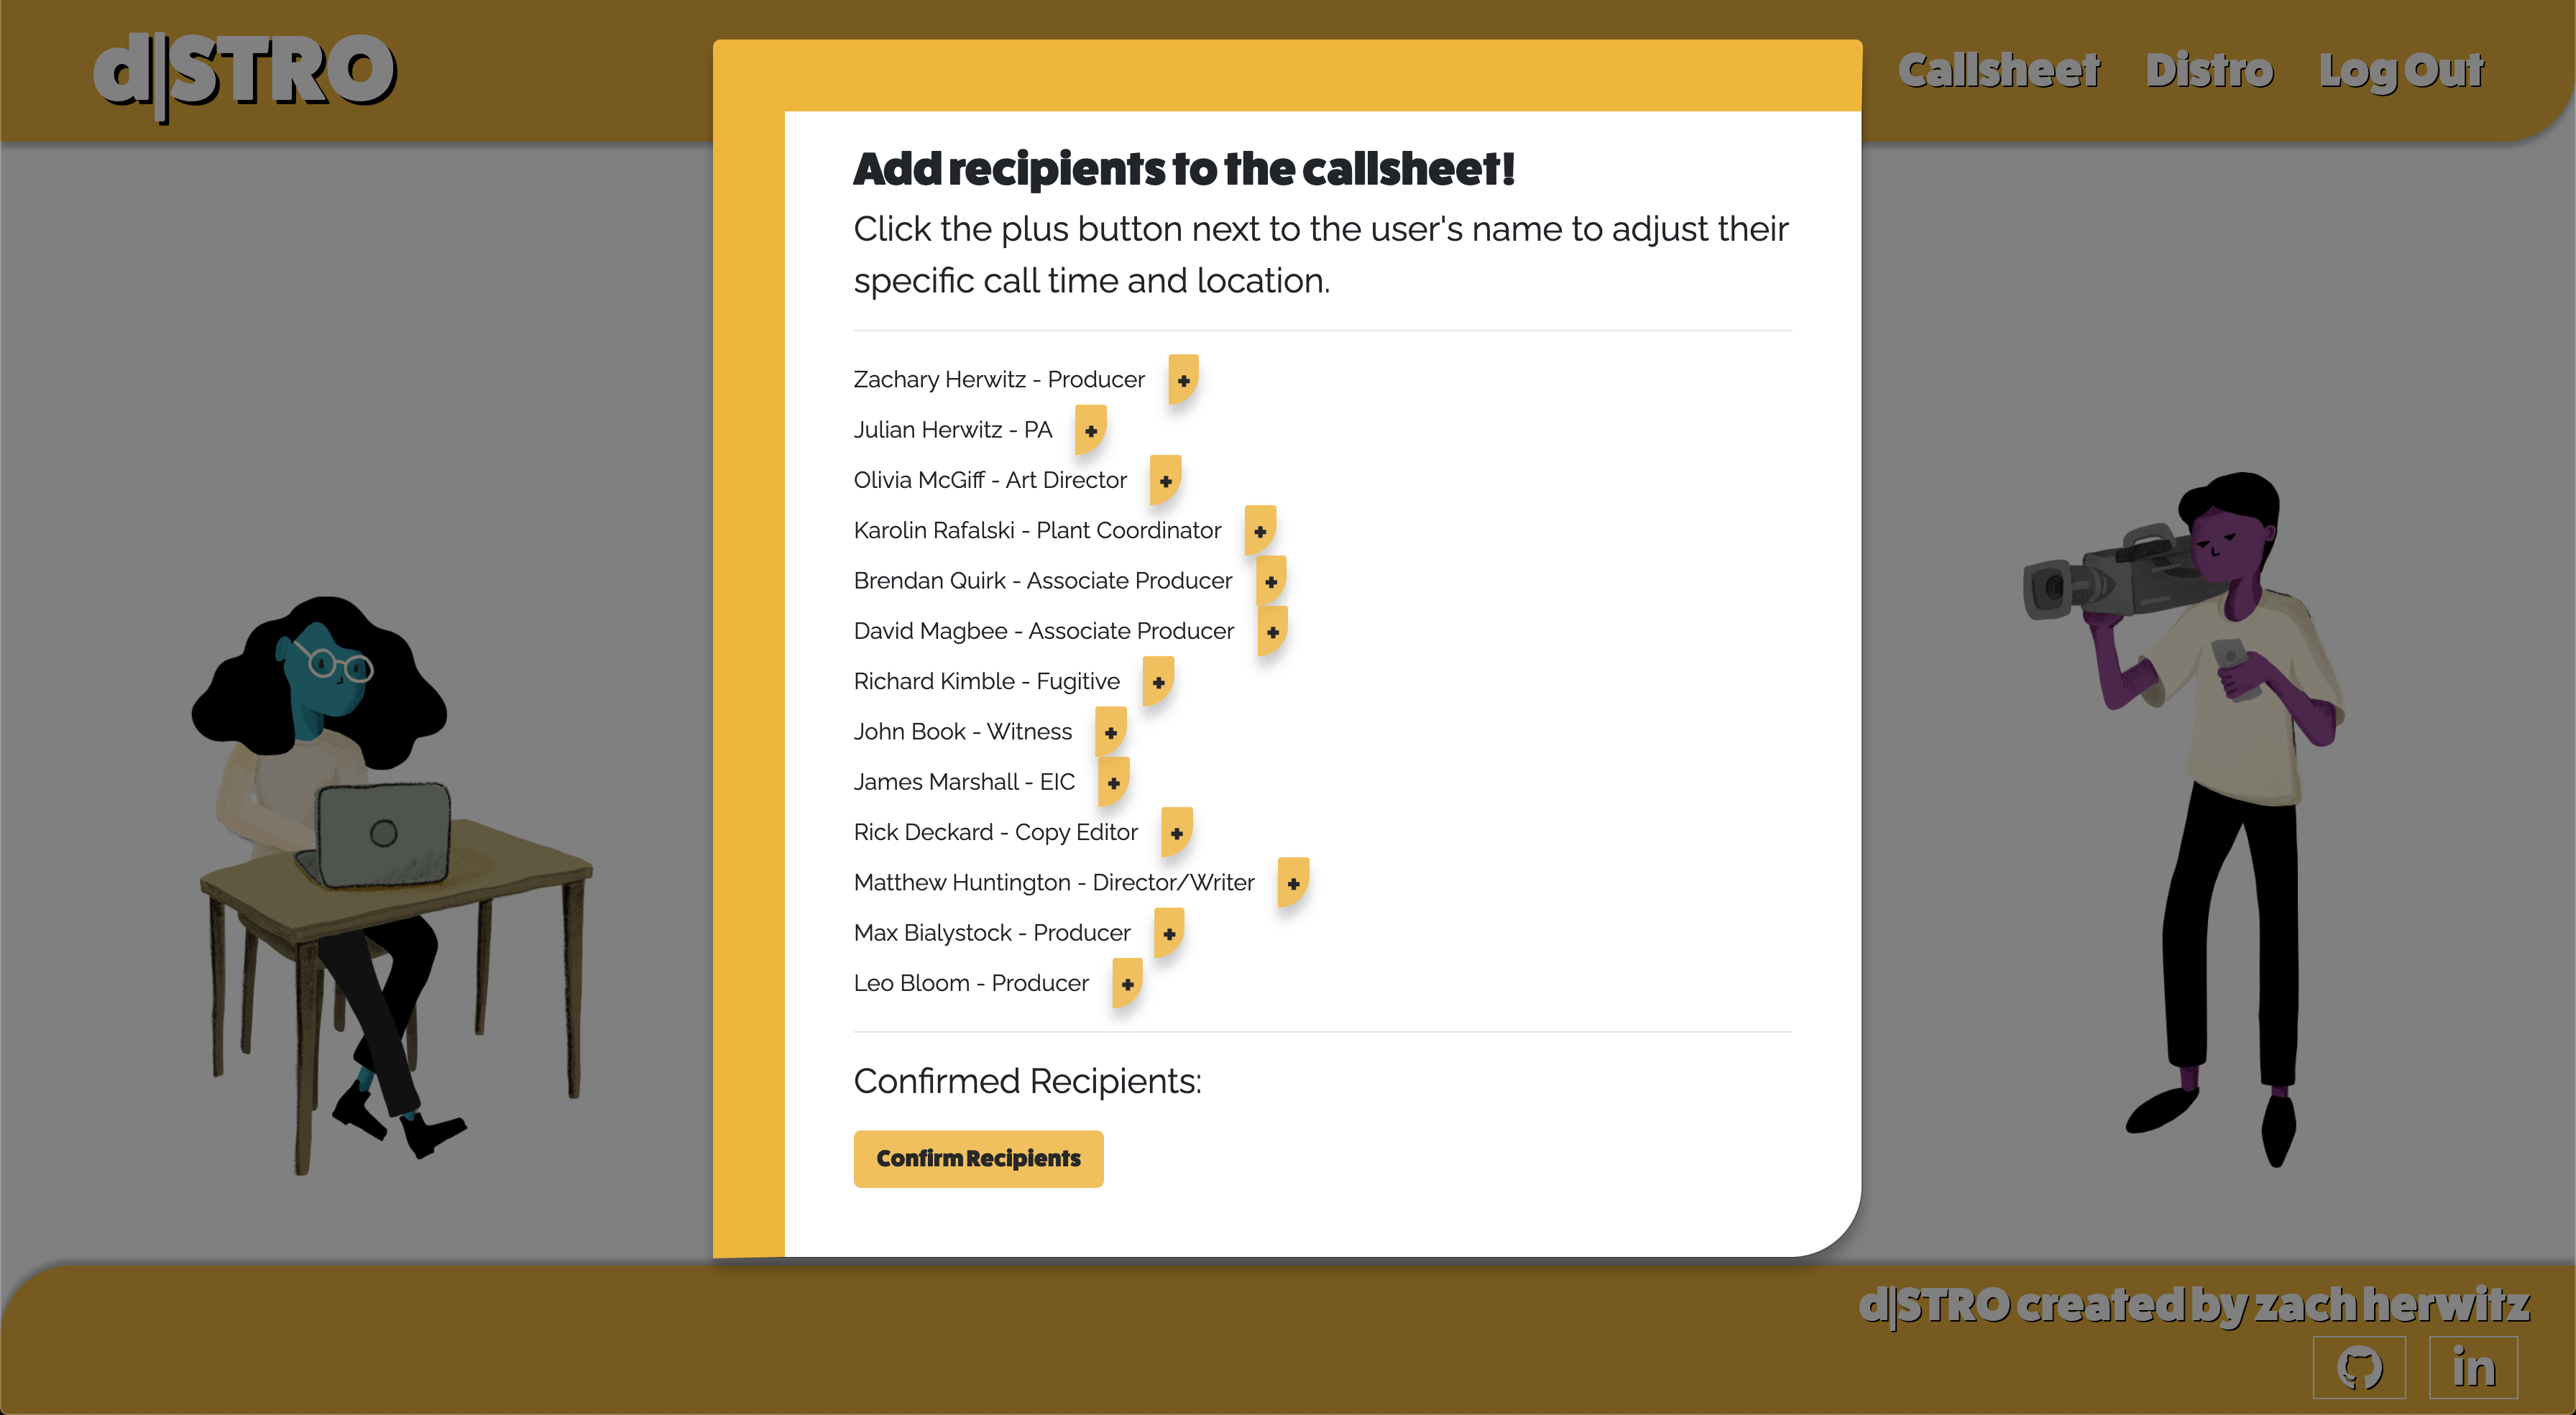 d|STRO
Callsheet Distro Log Out
Add recipients to the callsheet!
Click the plus button next to the user's name to adjust their
specific call time and location.
Zachary Herwitz - Producer +
Julian Herwitz - PA +
Olivia McGiff - Art Director +
Karolin Rafalski - Plant Coordinator +
Brendan Quirk - Associate Producer +
David Magbee - Associate Producer +
Richard Kimble - Fugitive +
John Book - Witness +
James Marshall - EIC +
Rick Deckard - Copy Editor +
Matthew Huntington - Director/Writer +
Max Bialystock - Producer +
Leo Bloom - Producer +
Confirmed Recipients:
Confirm Recipients
d|STRO created by zach herwitz
in